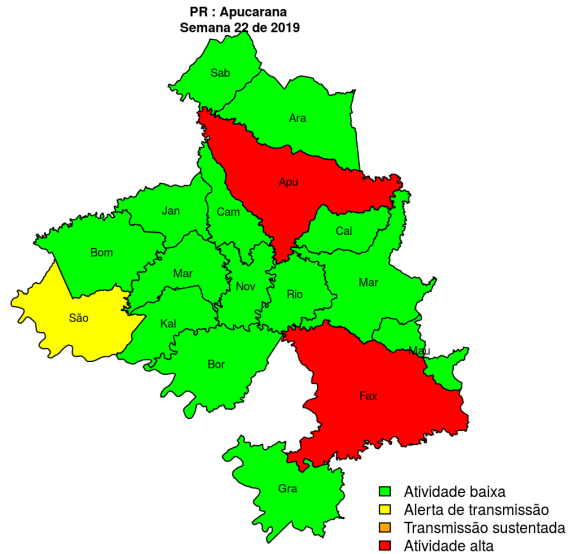 PR : Apucarana
Semana 22 de 2019
Sab
Ara
Apu
Jan
Cam
Cal
Bom
Mar
Nov
Rio
Mar
São
Kal
Mau
Bor
Fax
Gra
Atividade baixa
Alerta de transmissão
Transmissão sustentada
Atividade alta